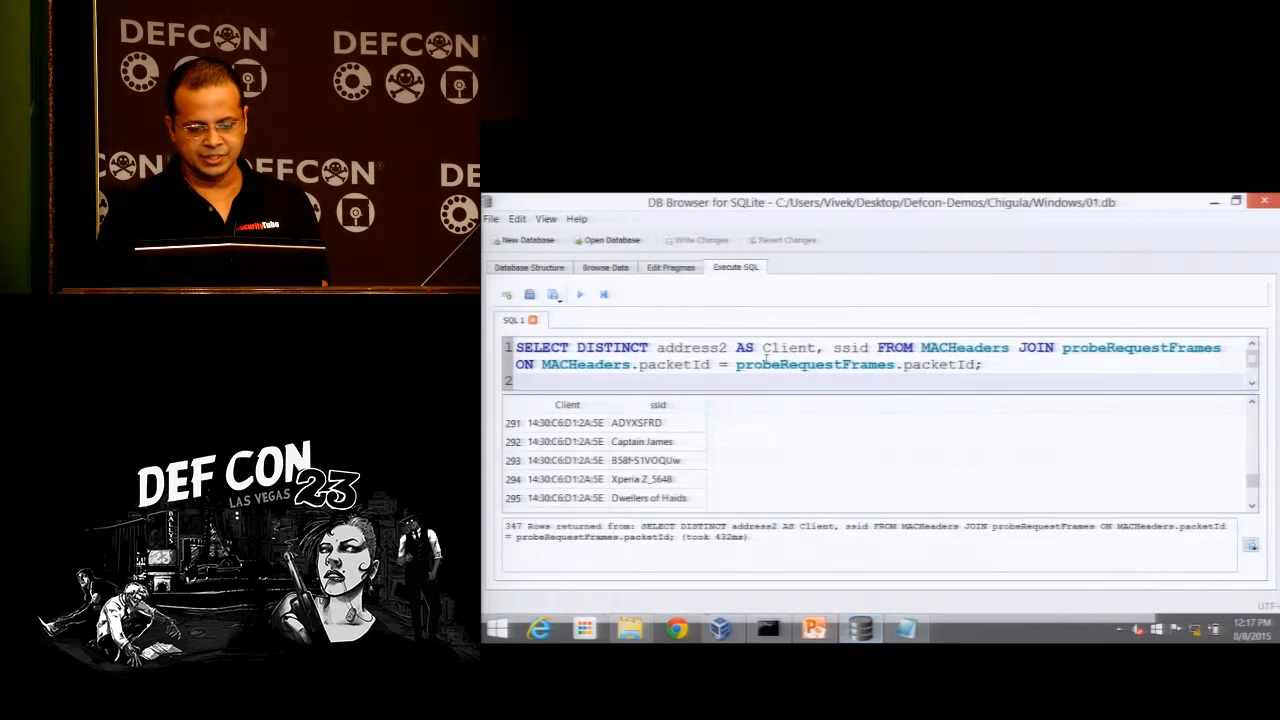 DEFCON
DEFCON
CON
DEFCON
DE
SecurityTube
DB Browser for SQLite - C:/Users/Vivek/Desktop/Defcon-Demos/Chigula/Windows/01.db
File Edit View Help
New Database Open Database Write Changes Revert Changes
Database Structure Browse Data Edit Pragmas Execute SQL
SQL 1
1 SELECT DISTINCT address2 AS Client, ssid FROM MACHeaders JOIN probeRequestFrames
ON MACHeaders.packetId = probeRequestFrames.packetId;
2
Client ssid
291 14:30:C6:D1:2A:5E ADYXSFRD
292 14:30:C6:D1:2A:5E Captain James
293 14:30:C6:D1:2A:5E B58f-S1VOQUw
294 14:30:C6:D1:2A:5E Xperia Z_5648
295 14:30:C6:D1:2A:5E Dwellers of Haids
347 Rows returned from: SELECT DISTINCT address2 AS Client, ssid FROM MACHeaders JOIN probeRequestFrames ON MACHeaders.packetId
= probeRequestFrames.packetId; (took 432ms)
UTF-
12:17 PM
8/8/2015
DEF CON
LAS VEGAS 23
BALLYS
23